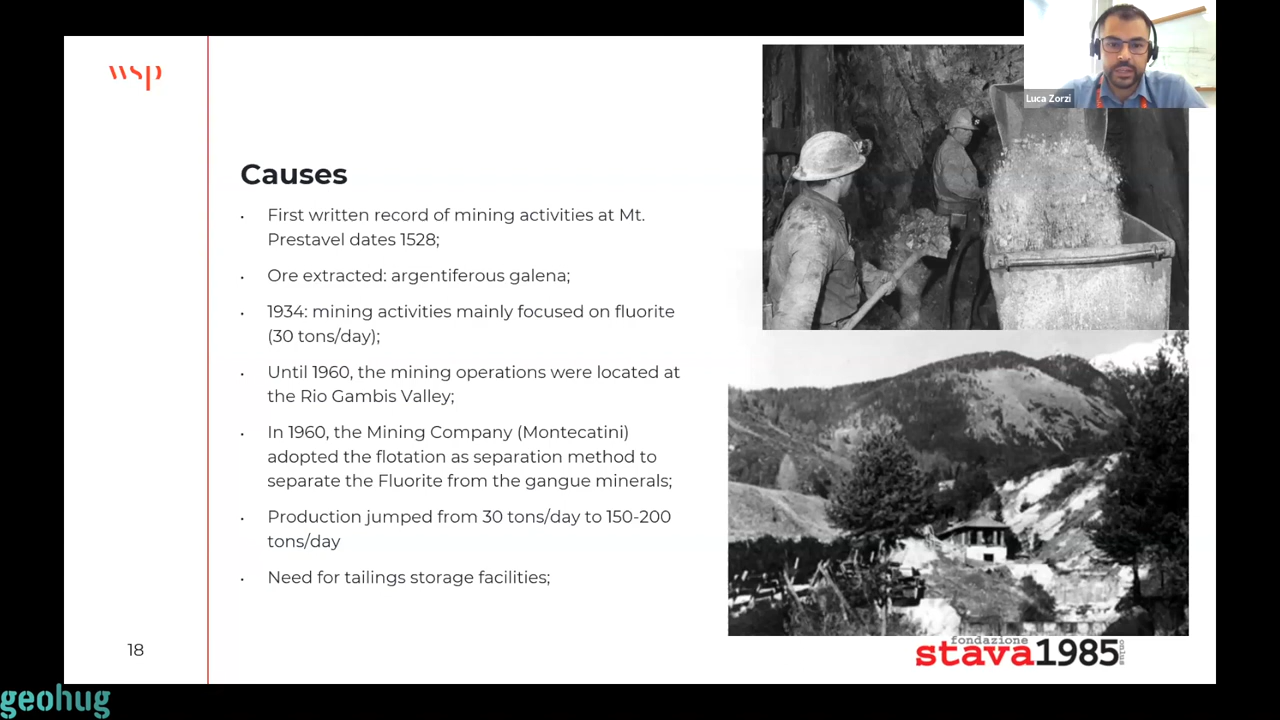 wsp
Luca Zorzi
Causes
· First written record of mining activities at Mt.
Prestavel dates 1528;
· Ore extracted: argentiferous galena;
· 1934: mining activities mainly focused on fluorite
(30 tons/day);
· Until 1960, the mining operations were located at
the Rio Gambis Valley;
· In 1960, the Mining Company (Montecatini)
adopted the flotation as separation method to
separate the Fluorite from the gangue minerals;
· Production jumped from 30 tons/day to 150-200
tons/day
· Need for tailings storage facilities;
18
fondazione
stava1985
onlus
geohug